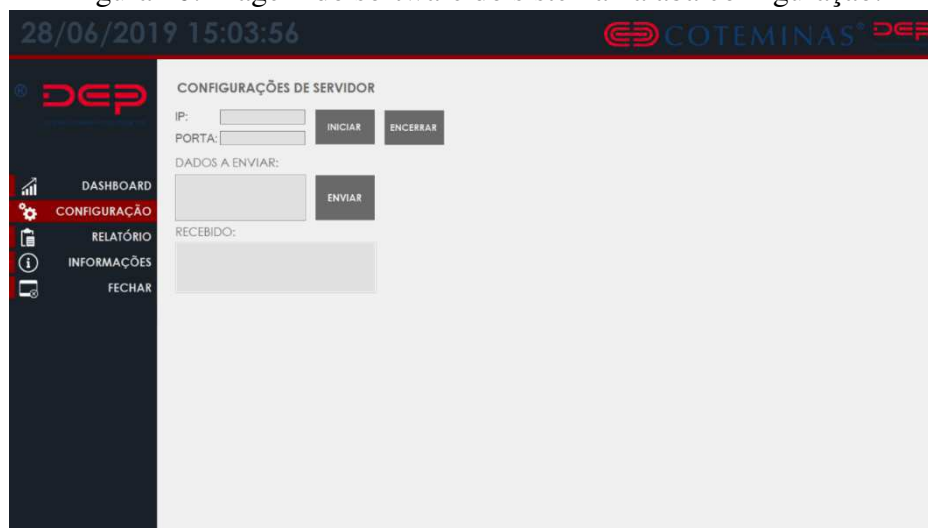 28/06/2019 15:03:56
COTEMINAS®
DEP
® DEP
CONFIGURAÇÕES DE SERVIDOR
IP:
PORTA:
INICIAR
ENCERRAR
DADOS A ENVIAR:
ENVIAR
RECEBIDO:
DASHBOARD
CONFIGURAÇÃO
RELATÓRIO
INFORMAÇÕES
FECHAR